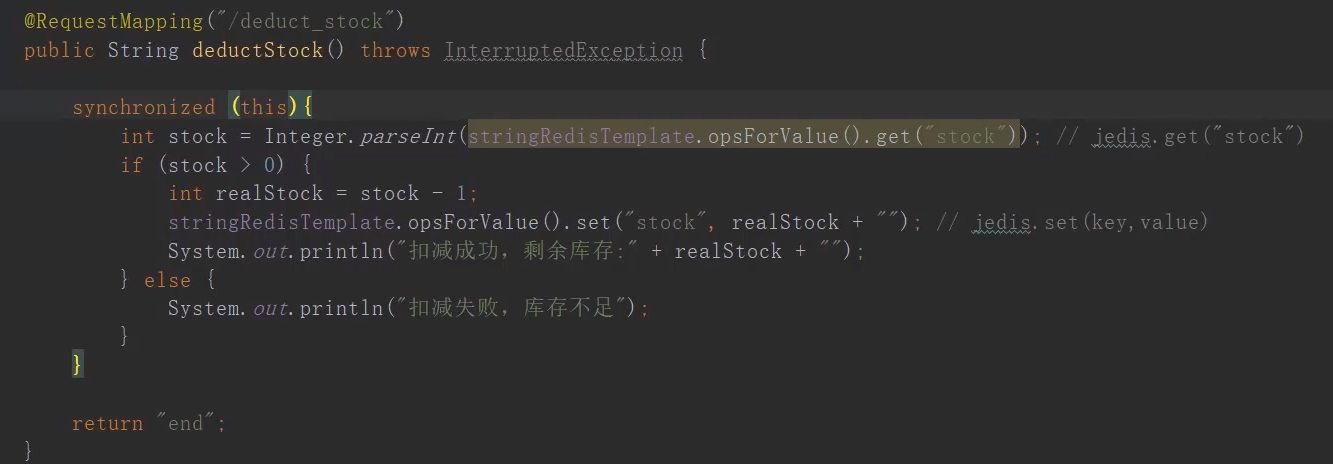 @RequestMapping("/deduct_stock")
public String deductStock() throws InterruptedException {
synchronized (this){
int stock = Integer.parseInt(stringRedisTemplate.opsForValue().get("stock")); // jedis.get("stock")
if (stock > 0) {
int realStock = stock - 1;
stringRedisTemplate.opsForValue().set("stock", realStock + ""); // jedis.set(key,value)
System.out.println("扣减成功，剩余库存:" + realStock + "");
} else {
System.out.println("扣减失败，库存不足");
}
}
return "end";
}